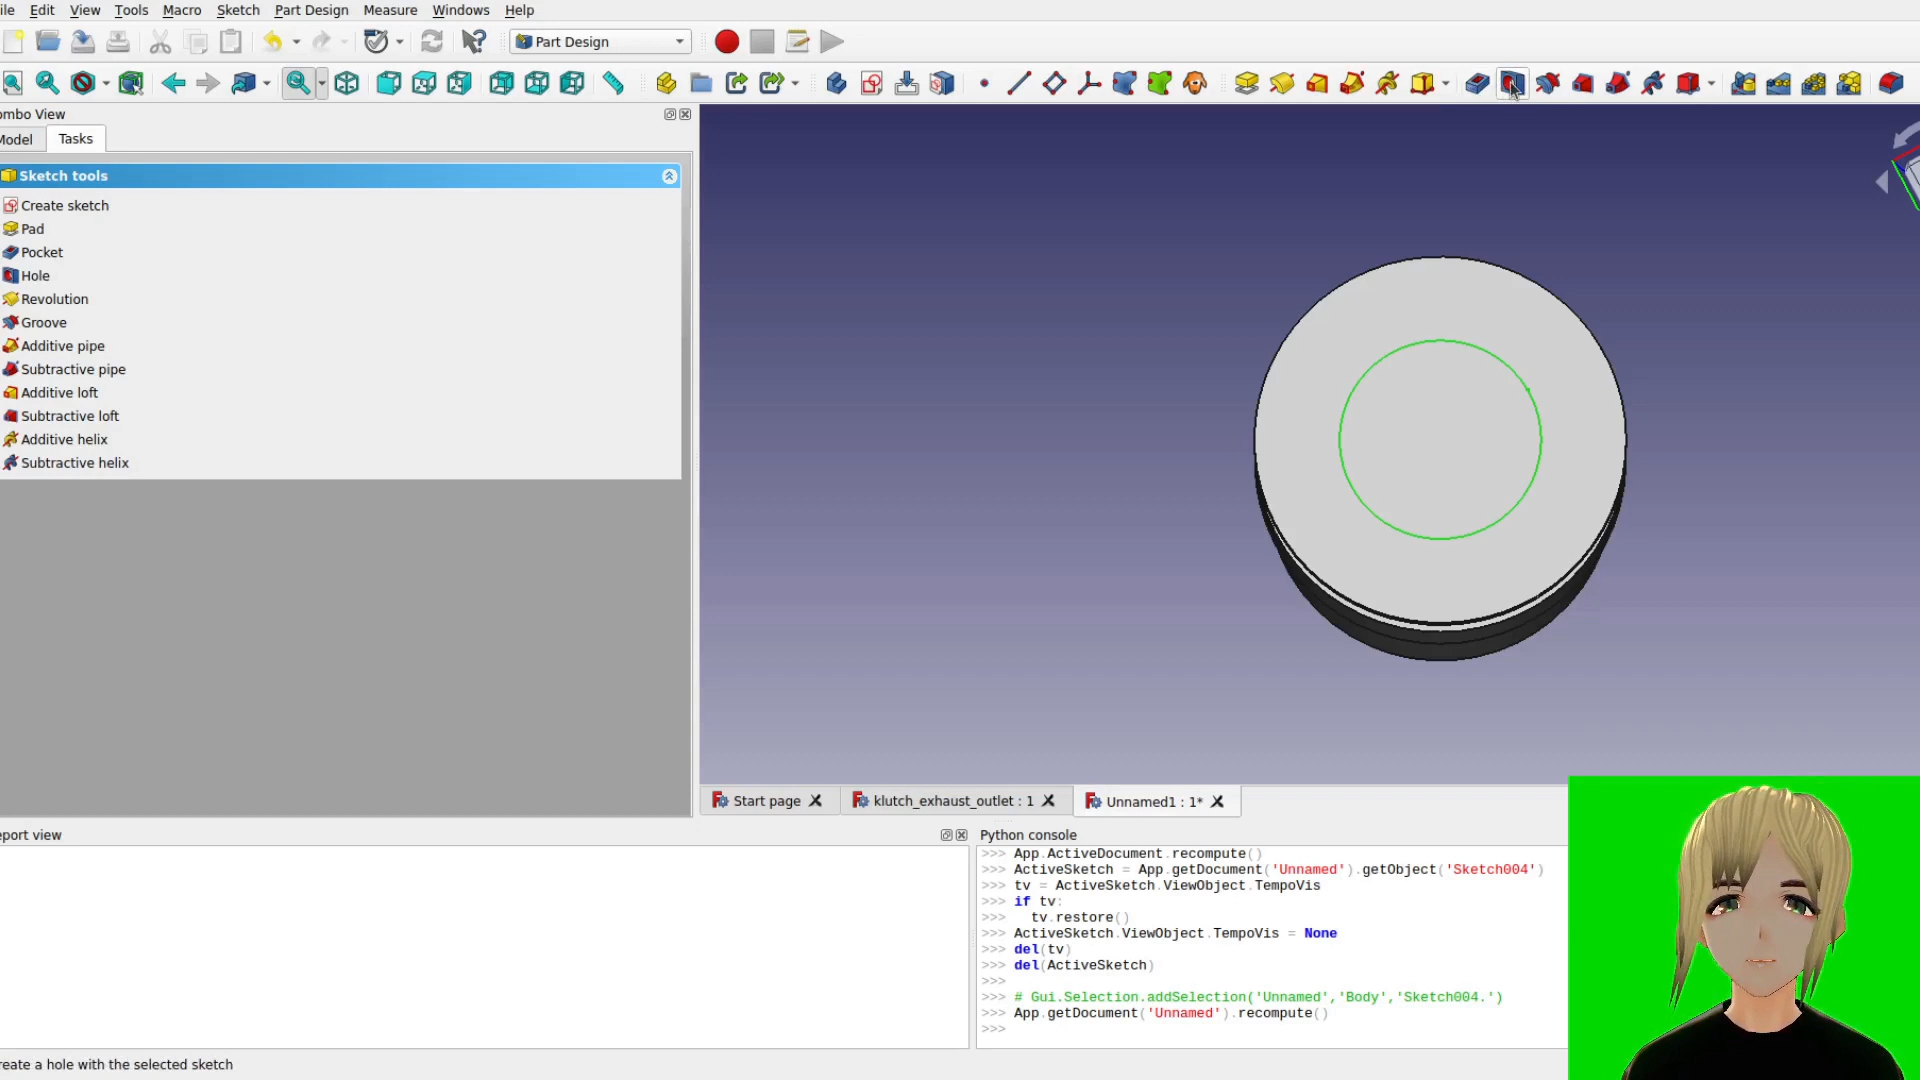 ile Edit View Tools Macro Sketch Part Design Measure Windows Help
Part Design
ombo View
Model Tasks
Sketch tools
Create sketch
Pad
Pocket
Hole
Revolution
Groove
Additive pipe
Subtractive pipe
Additive loft
Subtractive loft
Additive helix
Subtractive helix
Start page klutch_exhaust_outlet : 1 Unnamed1 : 1*
eport view
Python console
>>> App.ActiveDocument.recompute()
>>> ActiveSketch = App.getDocument('Unnamed').getObject('Sketch004')
>>> tv = ActiveSketch.ViewObject.TempoVis
>>> if tv:
>>>   tv.restore()
>>> ActiveSketch.ViewObject.TempoVis = None
>>> del(tv)
>>> del(ActiveSketch)
>>>
>>> # Gui.Selection.addSelection('Unnamed','Body','Sketch004.')
>>> App.getDocument('Unnamed').recompute()
>>>
reate a hole with the selected sketch